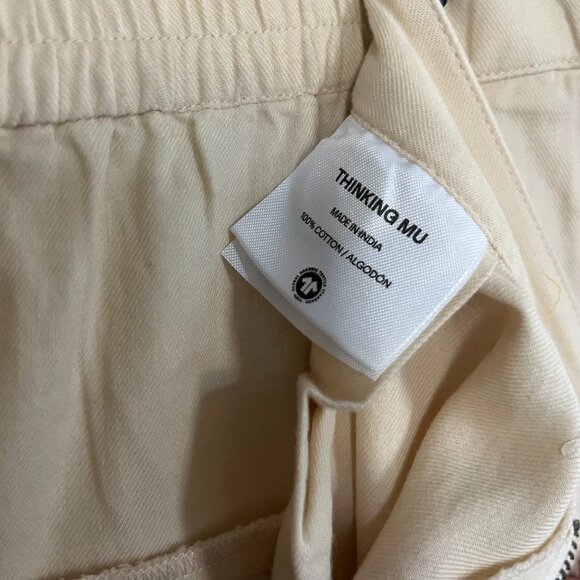 THINKING MU
MADE IN INDIA
100% COTTON / ALGODÓN